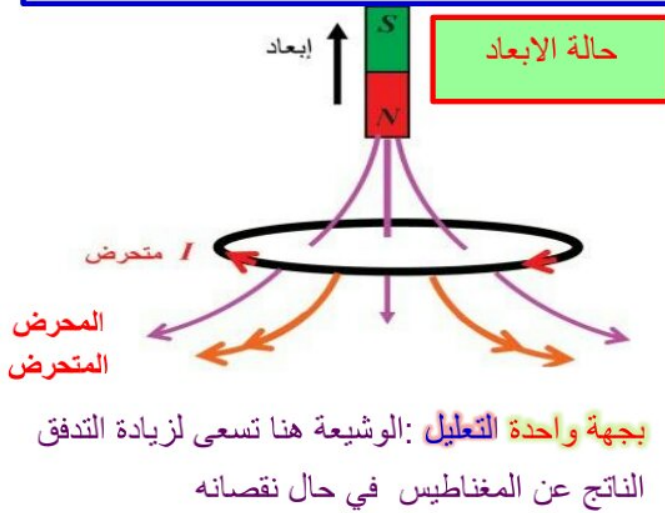 S
إبعاد
حالة الابعاد
N
I متحرض
المحرض
المتحرض
بجهة واحدة التعليل :الوشيعة هنا تسعى لزيادة التدفق
الناتج عن المغناطيس في حال نقصانه